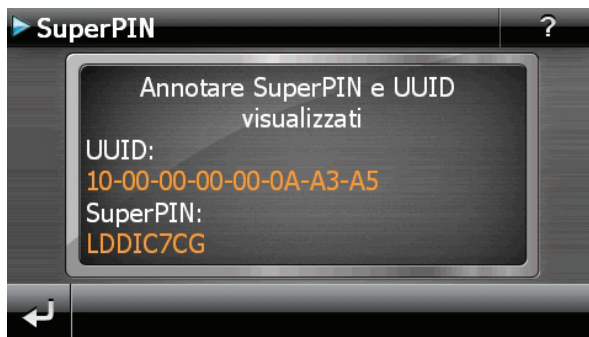 SuperPIN
?
Annotare SuperPIN e UUID
visualizzati
UUID:
10-00-00-00-00-0A-A3-A5
SuperPIN:
LDDIC7CG